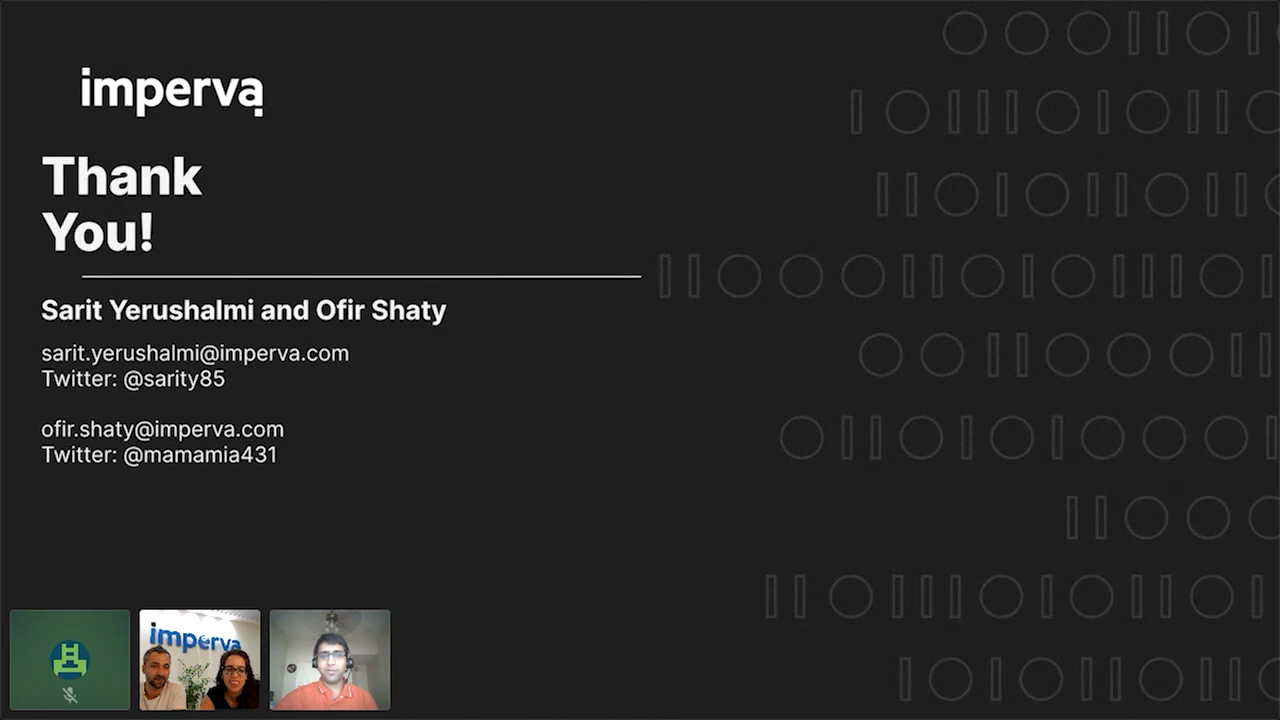 imperva
Thank
You!
Sarit Yerushalmi and Ofir Shaty
sarit.yerushalmi@imperva.com
Twitter: @sarity85
ofir.shaty@imperva.com
Twitter: @mamamia431
imperva